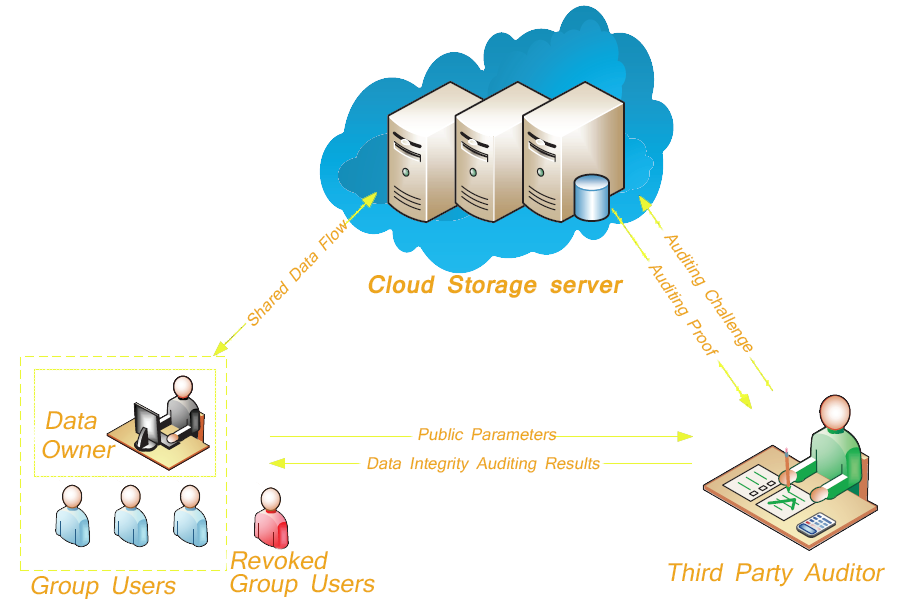 Cloud Storage server
Shared Data Flow
Auditing Challenge
Auditing Proof
Data
Owner
Public Parameters
Data Integrity Auditing Results
Revoked
Group Users
Group Users
Third Party Auditor